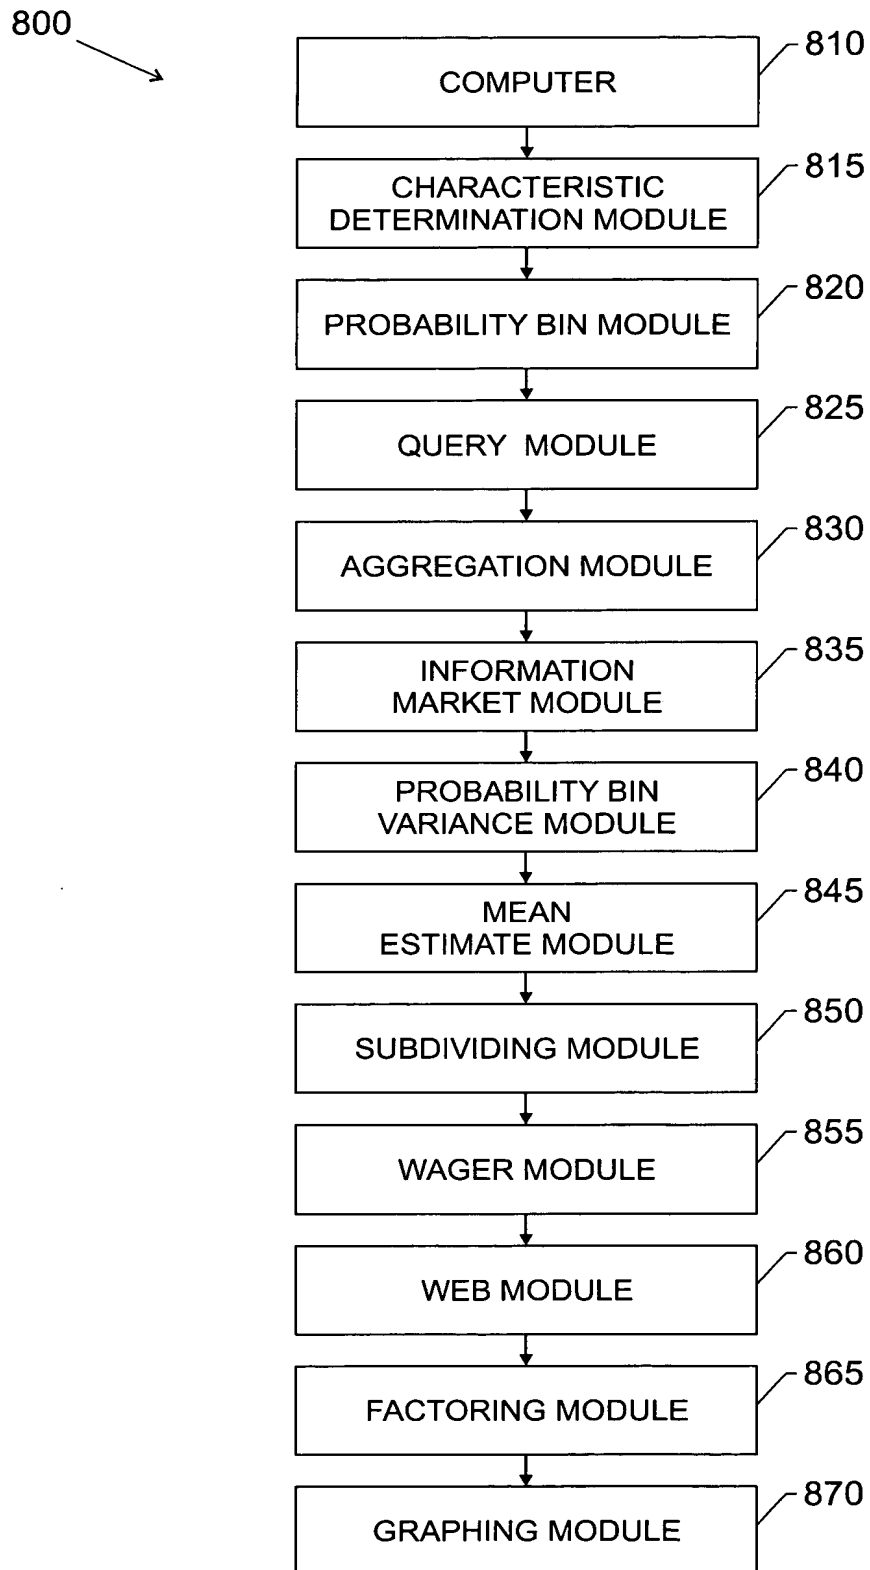 800
810
COMPUTER
815
CHARACTERISTIC
DETERMINATION MODULE
820
PROBABILITY BIN MODULE
825
QUERY MODULE
830
AGGREGATION MODULE
835
INFORMATION
MARKET MODULE
840
PROBABILITY BIN
VARIANCE MODULE
845
MEAN
ESTIMATE MODULE
850
SUBDIVIDING MODULE
855
WAGER MODULE
860
WEB MODULE
865
FACTORING MODULE
870
GRAPHING MODULE